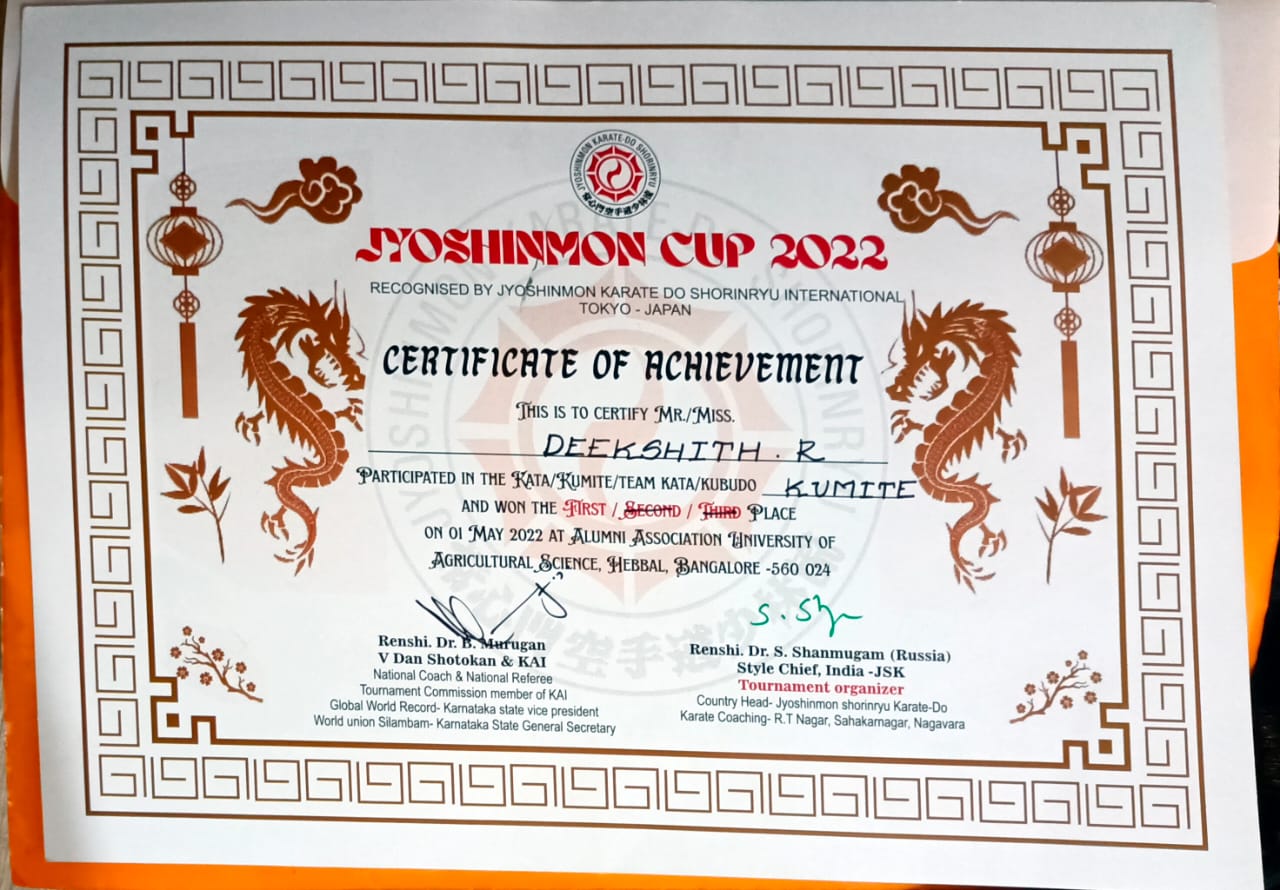 JYOSHINMON KARATE-DO SHORINRYU
JYOSHINMON CUP 2022
RECOGNISED BY JYOSHINMON KARATE DO SHORINRYU INTERNATIONAL
TOKYO - JAPAN
CERTIFICATE OF ACHIEVEMENT
THIS IS TO CERTIFY MR./MISS.
DEEKSHITH . R
PARTICIPATED IN THE KATA/KUMITE/TEAM KATA/KUBUDO KUMITE
AND WON THE FIRST / SECOND / THIRD PLACE
ON 01 MAY 2022 AT ALUMNI ASSOCIATION UNIVERSITY OF
AGRICULTURAL SCIENCE, HEBBAL, BANGALORE -560 024
Renshi. Dr. B. Murugan
V Dan Shotokan & KAI
National Coach & National Referee
Tournament Commission member of KAI
Global World Record- Karnataka state vice president
World union Silambam- Karnataka State General Secretary
Renshi. Dr. S. Shanmugam (Russia)
Style Chief, India -JSK
Tournament organizer
Country Head- Jyoshinmon shorinryu Karate-Do
Karate Coaching- R.T Nagar, Sahakarnagar, Nagavara